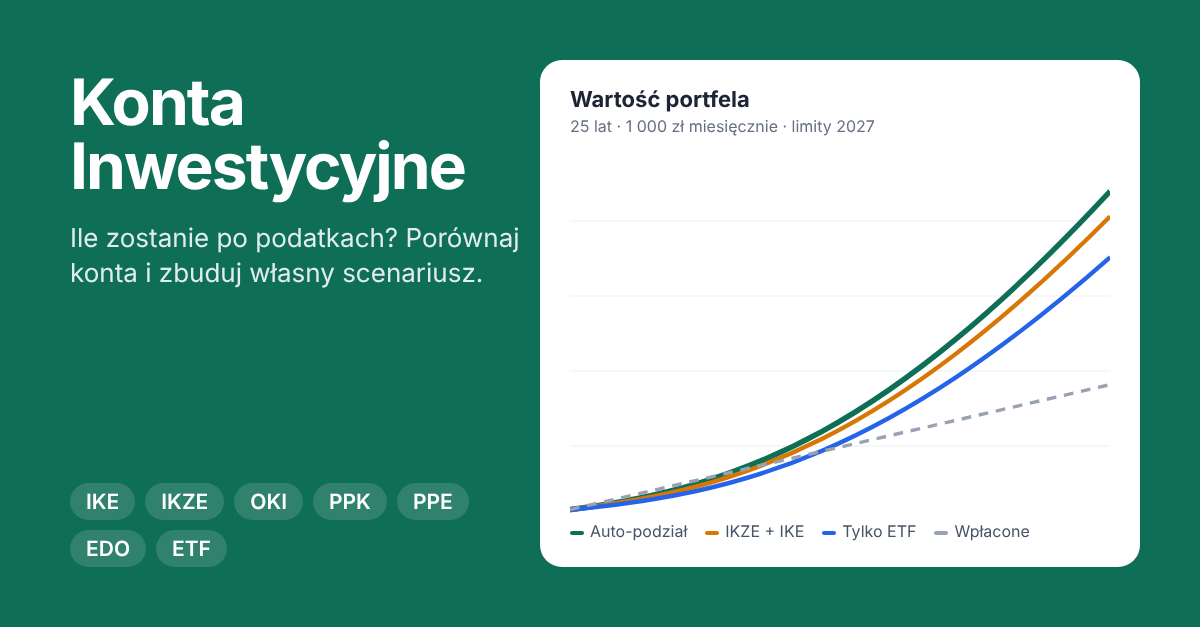 Konta
Inwestycyjne
Ile zostanie po podatkach? Porównaj
konta i zbuduj własny scenariusz.
IKE IKZE OKI PPK PPE
EDO ETF
Wartość portfela
25 lat · 1 000 zł miesięcznie · limity 2027
Auto-podział IKZE + IKE Tylko ETF Wpłacone